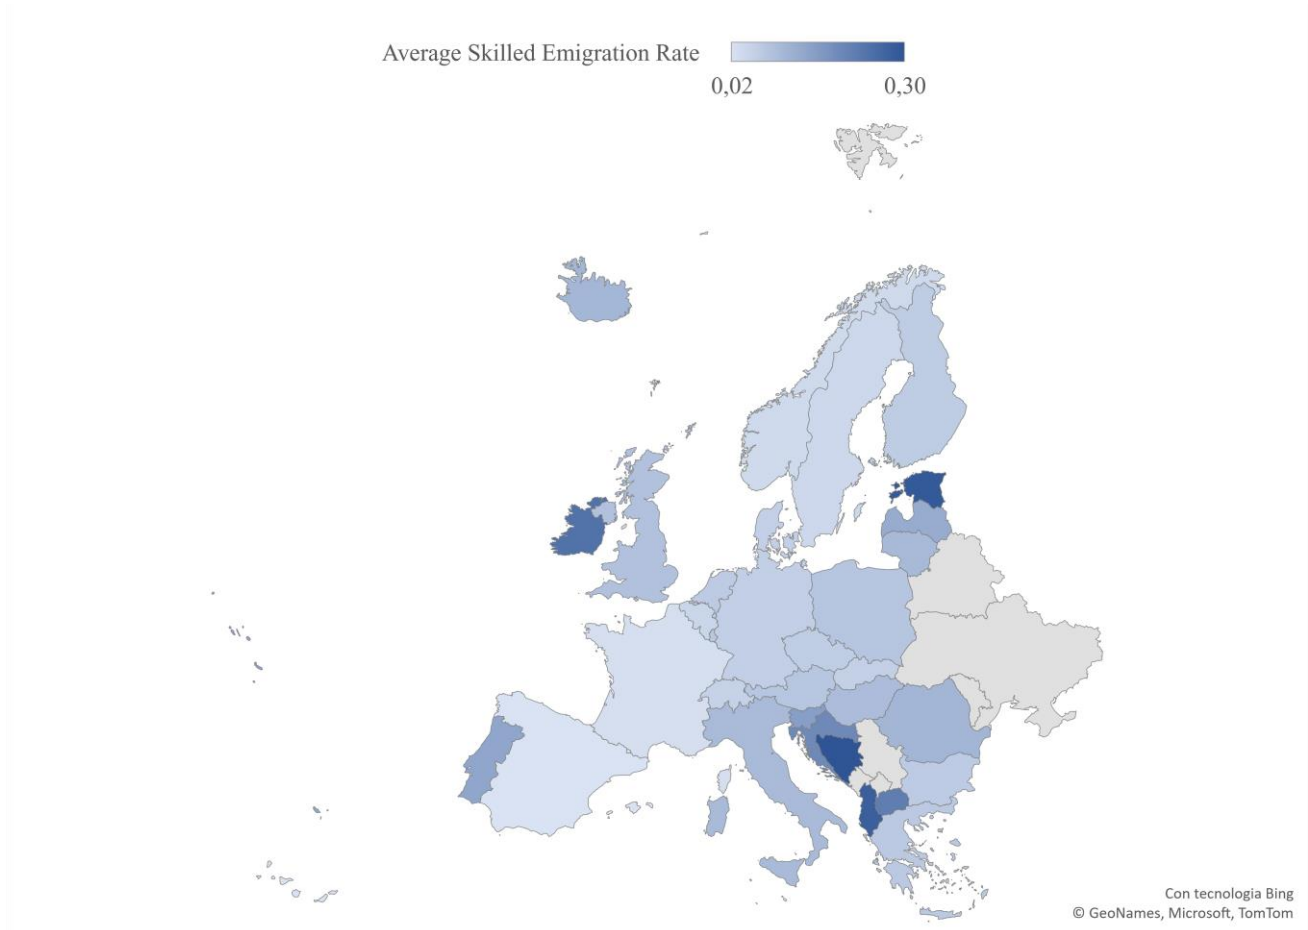 Average Skilled Emigration Rate
0,02 0,30
Con tecnologia Bing
© GeoNames, Microsoft, TomTom